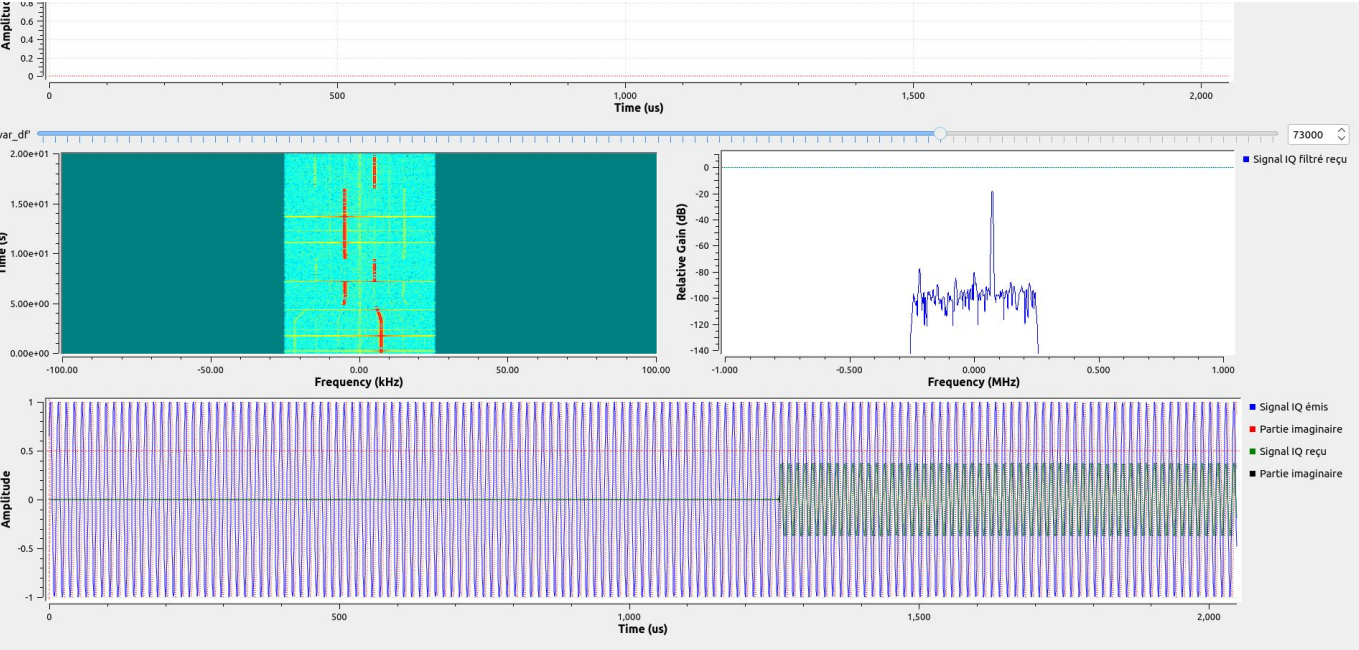 0.8
0.6
0.4
0.2
0
Amplitud
0 500 1,000 1,500 2,000
Time (us)
var_df'
73000
2.00e+01
1.50e+01
1.00e+01
5.00e+00
0.00e+00
Time (s)
-100.00 -50.00 0.00 50.00 100.00
Frequency (kHz)
0
-20
-40
-60
-80
-100
-120
-140
Relative Gain (dB)
-1.000 -0.500 0.000 0.500 1.000
Frequency (MHz)
Signal IQ filtré reçu
1
0.5
0
-0.5
-1
Amplitude
0 500 1,000 1,500 2,000
Time (us)
Signal IQ émis
Partie imaginaire
Signal IQ reçu
Partie imaginaire